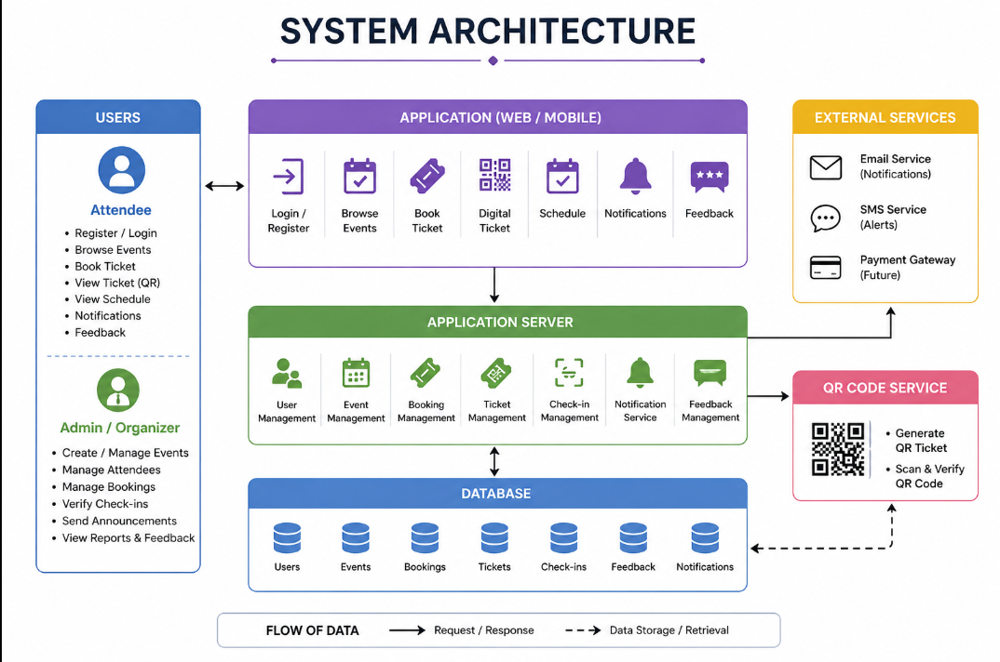 SYSTEM ARCHITECTURE
USERS
Attendee
• Register / Login
• Browse Events
• Book Ticket
• View Ticket (QR)
• View Schedule
• Notifications
• Feedback
Admin / Organizer
• Create / Manage Events
• Manage Attendees
• Manage Bookings
• Verify Check-ins
• Send Announcements
• View Reports & Feedback
APPLICATION (WEB / MOBILE)
Login /
Register
Browse
Events
Book
Ticket
Digital
Ticket
Schedule
Notifications
Feedback
APPLICATION SERVER
User
Management
Event
Management
Booking
Management
Ticket
Management
Check-in
Management
Notification
Service
Feedback
Management
DATABASE
Users
Events
Bookings
Tickets
Check-ins
Feedback
Notifications
EXTERNAL SERVICES
Email Service
(Notifications)
SMS Service
(Alerts)
Payment Gateway
(Future)
QR CODE SERVICE
• Generate
QR Ticket
• Scan & Verify
QR Code
FLOW OF DATA
Request / Response
Data Storage / Retrieval